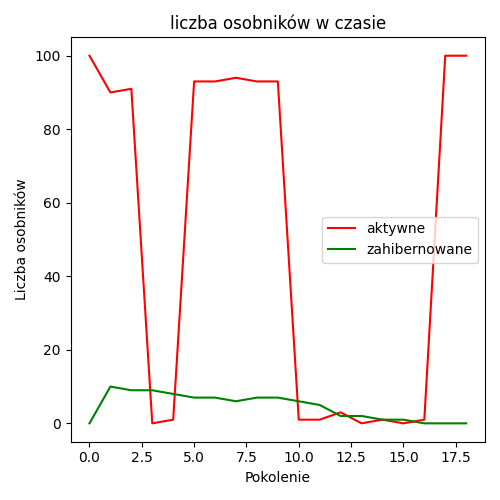 liczba osobników w czasie
Liczba osobników
100
80
60
40
20
0
aktywne
zahibernowane
0.0 2.5 5.0 7.5 10.0 12.5 15.0 17.5
Pokolenie